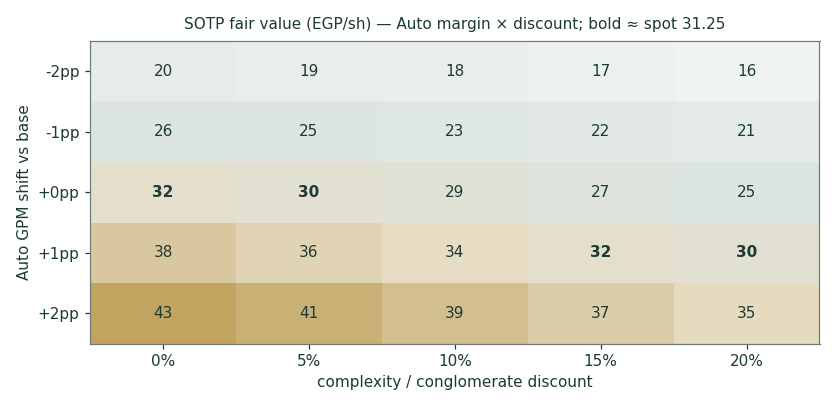 SOTP fair value (EGP/sh) — Auto margin × discount; bold ≈ spot 31.25
Auto GPM shift vs base
-2pp 20 19 18 17 16
-1pp 26 25 23 22 21
+0pp 32 30 29 27 25
+1pp 38 36 34 32 30
+2pp 43 41 39 37 35
0% 5% 10% 15% 20%
complexity / conglomerate discount